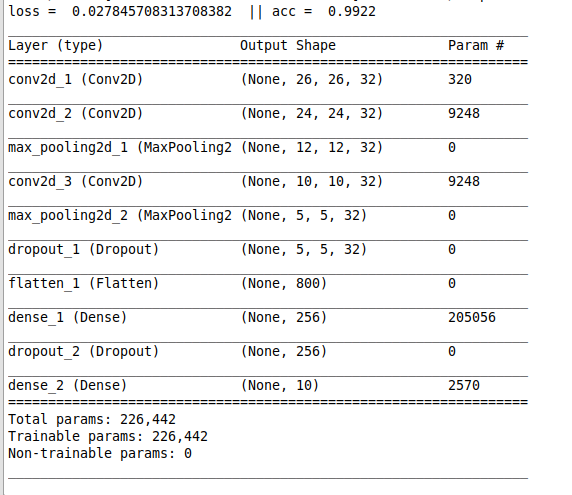 loss =  0.027845708313708382  || acc =  0.9922
Layer (type)                 Output Shape              Param #
=================================================================
conv2d_1 (Conv2D)            (None, 26, 26, 32)        320
conv2d_2 (Conv2D)            (None, 24, 24, 32)        9248
max_pooling2d_1 (MaxPooling2 (None, 12, 12, 32)        0
conv2d_3 (Conv2D)            (None, 10, 10, 32)        9248
max_pooling2d_2 (MaxPooling2 (None, 5, 5, 32)          0
dropout_1 (Dropout)          (None, 5, 5, 32)          0
flatten_1 (Flatten)          (None, 800)               0
dense_1 (Dense)              (None, 256)               205056
dropout_2 (Dropout)          (None, 256)               0
dense_2 (Dense)              (None, 10)                2570
=================================================================
Total params: 226,442
Trainable params: 226,442
Non-trainable params: 0